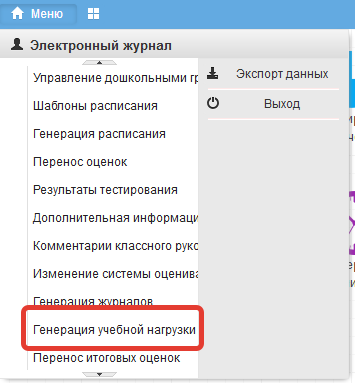 Меню
Электронный журнал
Управление дошкольными гр
Шаблоны расписания
Генерация расписания
Перенос оценок
Результаты тестирования
Дополнительная информаци
Комментарии классного руко
Изменение системы оценива
Генерация журналов
Генерация учебной нагрузки
Перенос итоговых оценок
Экспорт данных
Выход